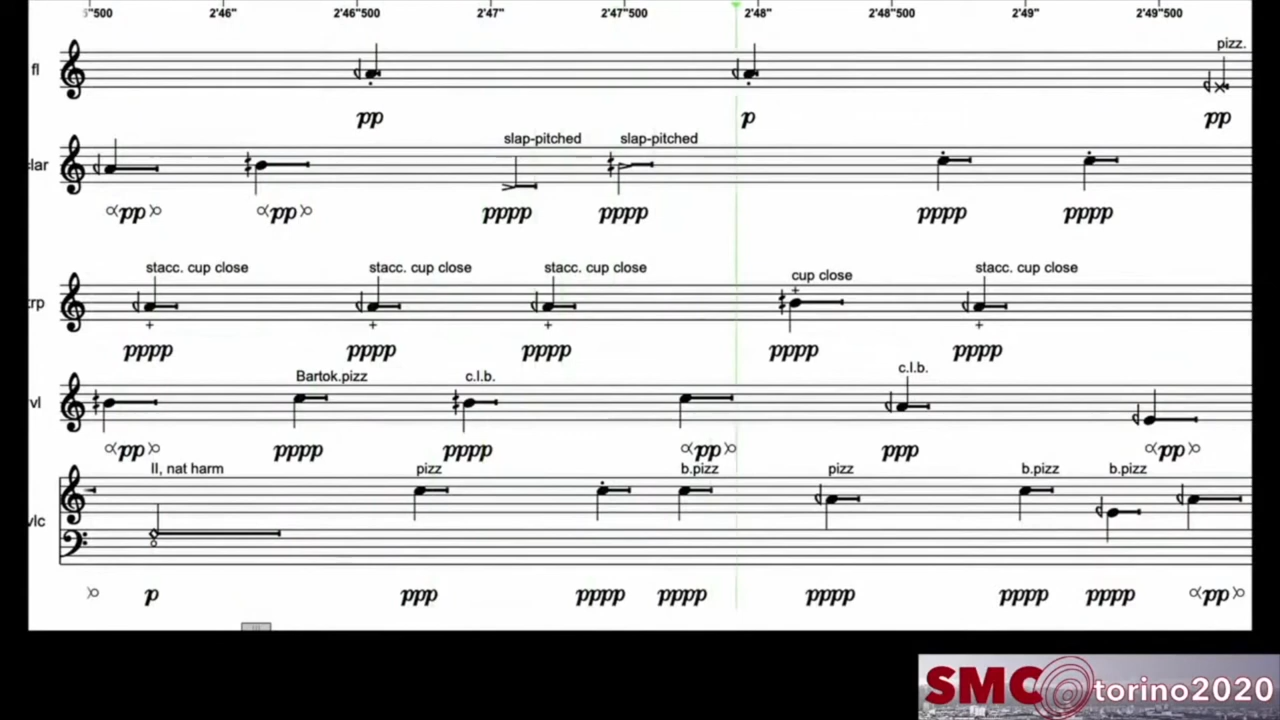 "500 2'46" 2'46"500 2'47" 2'47"500 2'48" 2'48"500 2'49" 2'49"500
pizz.
fl
pp p pp
slap-pitched slap-pitched
clar
pp pp pppp pppp pppp pppp
stacc. cup close stacc. cup close stacc. cup close cup close stacc. cup close
trp
pppp pppp pppp pppp pppp
Bartok.pizz c.l.b. c.l.b.
vl
pp pppp pppp pp ppp pp
II, nat harm pizz b.pizz pizz b.pizz b.pizz
vlc
p ppp pppp pppp pppp pppp pppp pp
SMC@torino2020